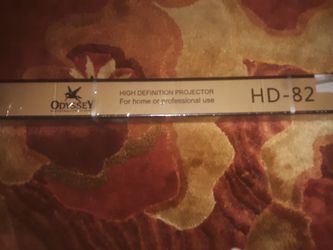 ODYSSEY
HIGH DEFINITION PROJECTOR
For home or professional use
HD-82